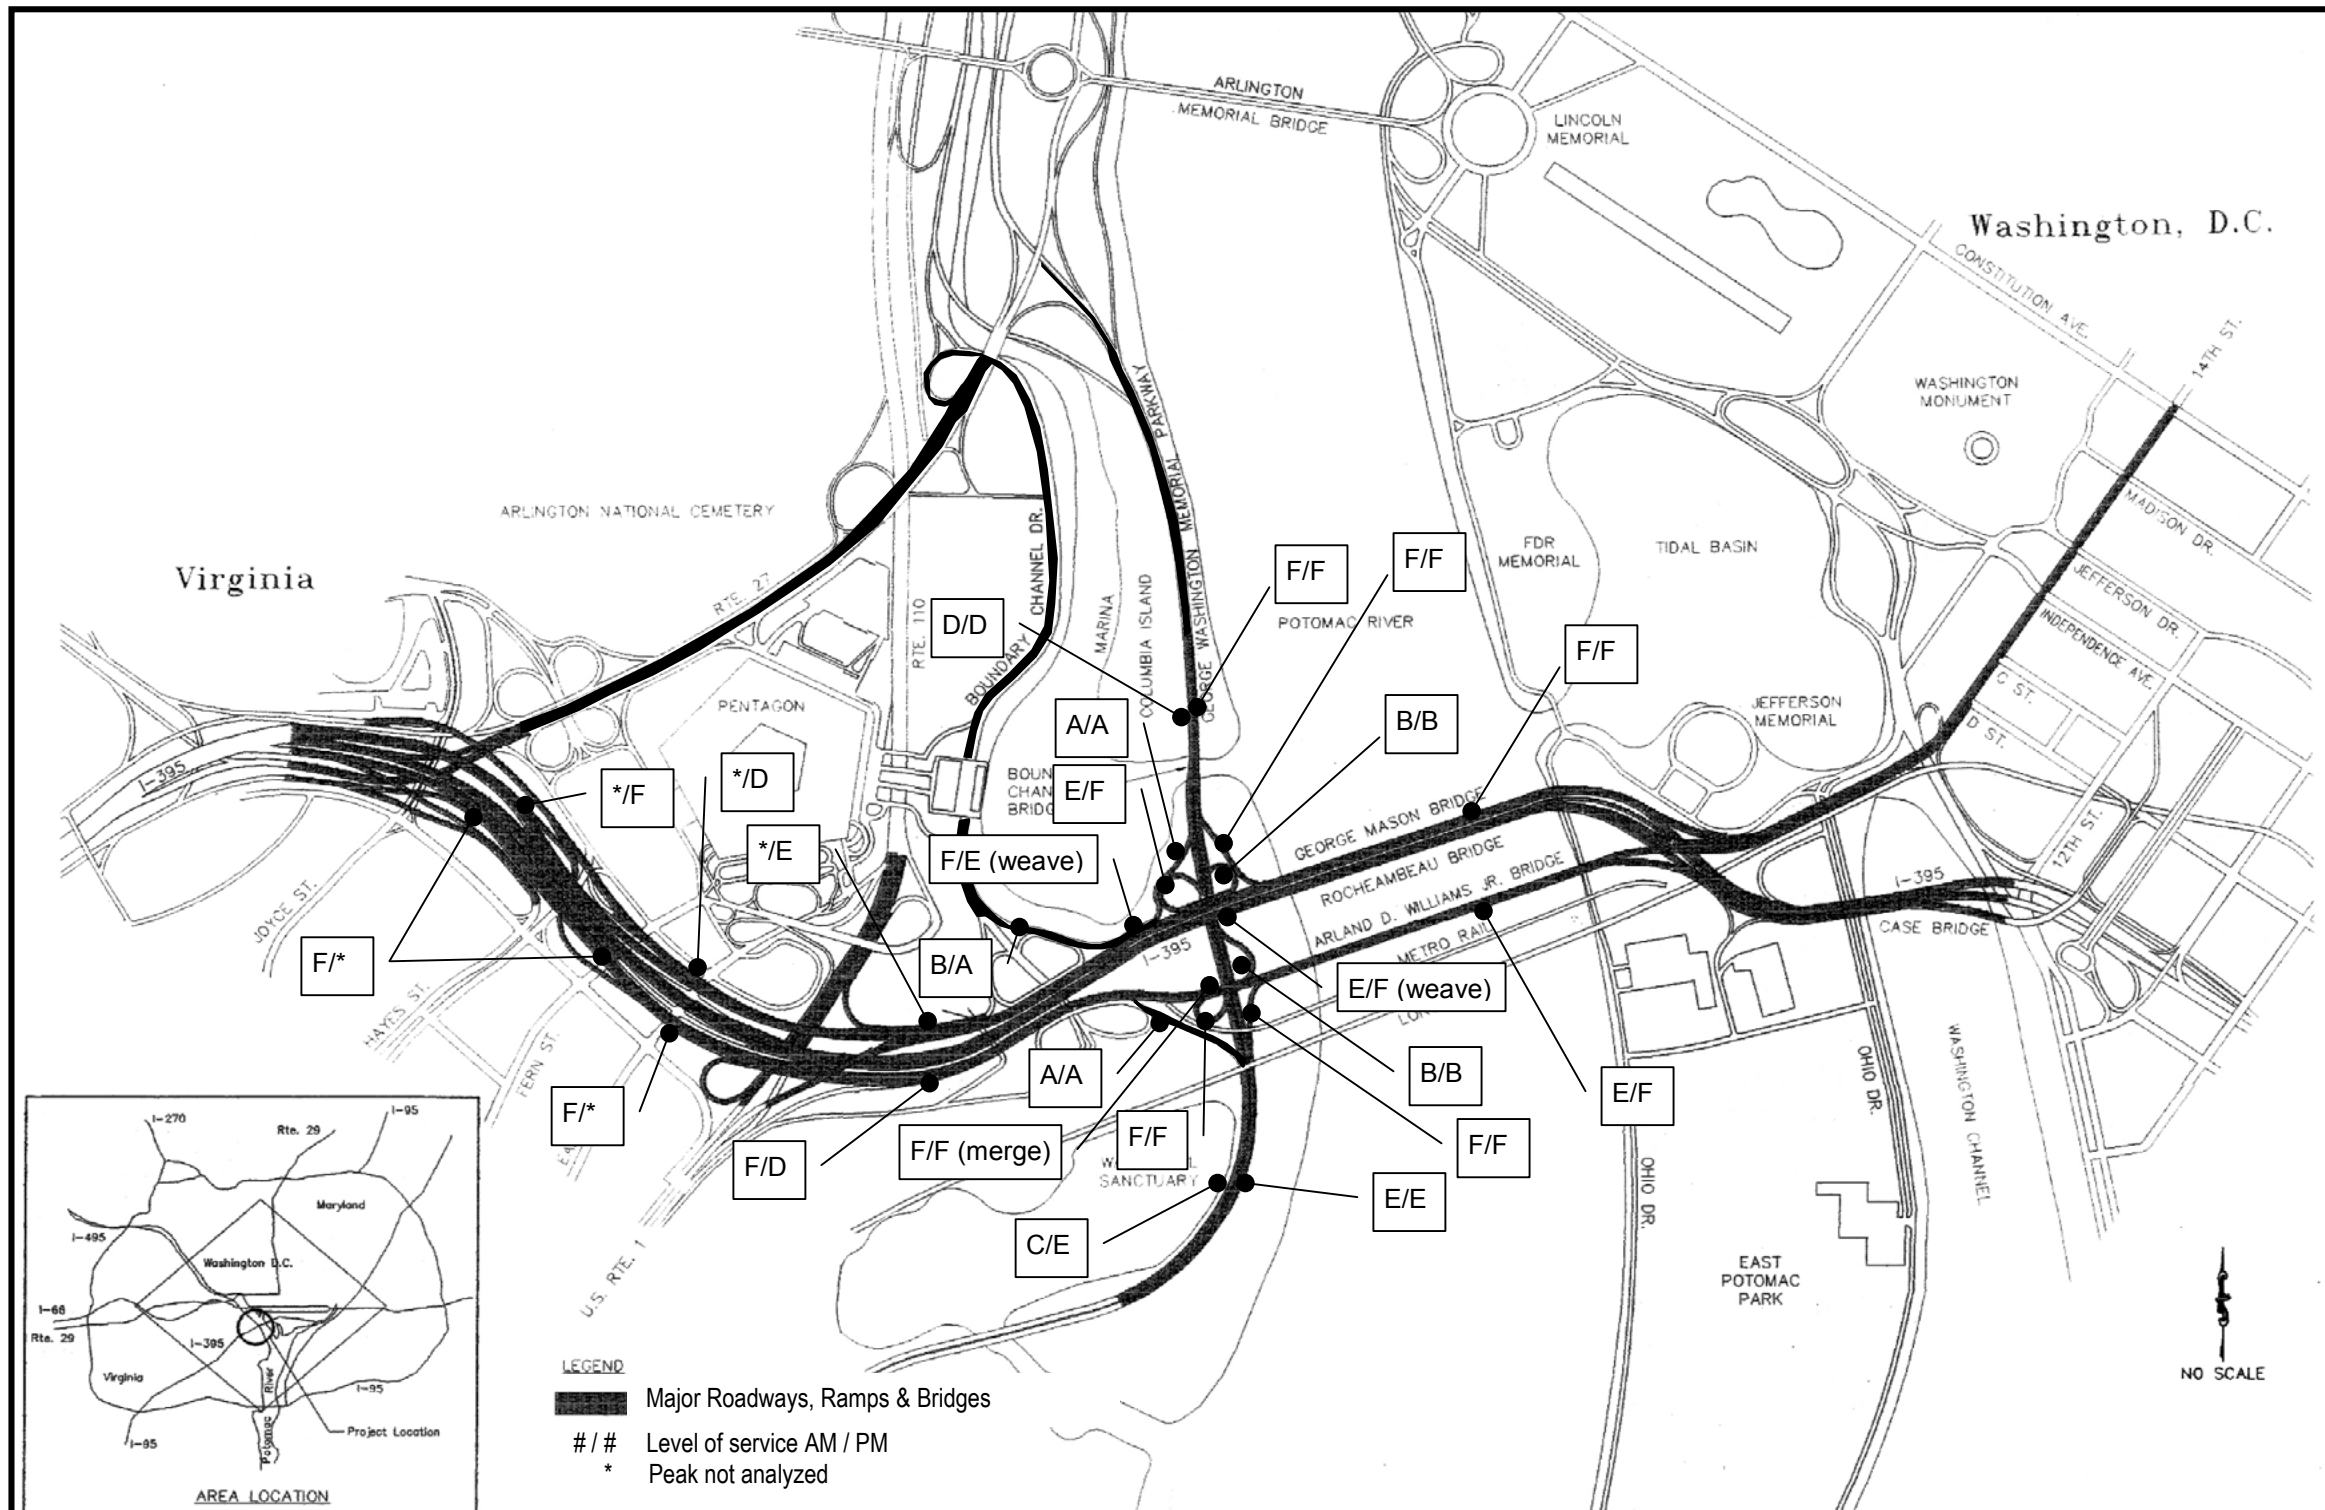 ARLINGTON
MEMORIAL BRIDGE
LINCOLN
MEMORIAL
Washington, D.C.
CONSTITUTION AVE.
14TH ST.
WASHINGTON
MONUMENT
MADISON DR.
JEFFERSON DR.
INDEPENDENCE AVE.
C ST.
D ST.
12TH ST.
ARLINGTON NATIONAL CEMETERY
Virginia
RTE. 27
RTE. 110
BOUNDARY CHANNEL DR.
MARINA
COLUMBIA ISLAND
GEORGE WASHINGTON MEMORIAL PARKWAY
POTOMAC RIVER
FDR
MEMORIAL
TIDAL BASIN
JEFFERSON
MEMORIAL
PENTAGON
F/F
F/F
D/D
F/F
A/A
B/B
E/F
*/F
*/D
*/E
F/E (weave)
I-395
GEORGE MASON BRIDGE
ROCHEAMBEAU BRIDGE
ARLAND D. WILLIAMS JR. BRIDGE
METRO RAIL
I-395
I-395
CASE BRIDGE
JOYCE ST.
HAYES ST.
FERN ST.
F/*
B/A
E/F (weave)
A/A
B/B
E/F
F/*
F/D
F/F (merge)
F/F
F/F
SANCTUARY
E/E
C/E
U.S. RTE. 1
OHIO DR.
OHIO DR.
WASHINGTON CHANNEL
EAST
POTOMAC
PARK
NO SCALE
I-270
Rte. 29
I-95
Maryland
I-495
Washington D.C.
I-66
Rte. 29
I-395
Virginia
Potomac River
I-95
I-95
Project Location
AREA LOCATION
LEGEND
Major Roadways, Ramps & Bridges
# / # Level of service AM / PM
* Peak not analyzed